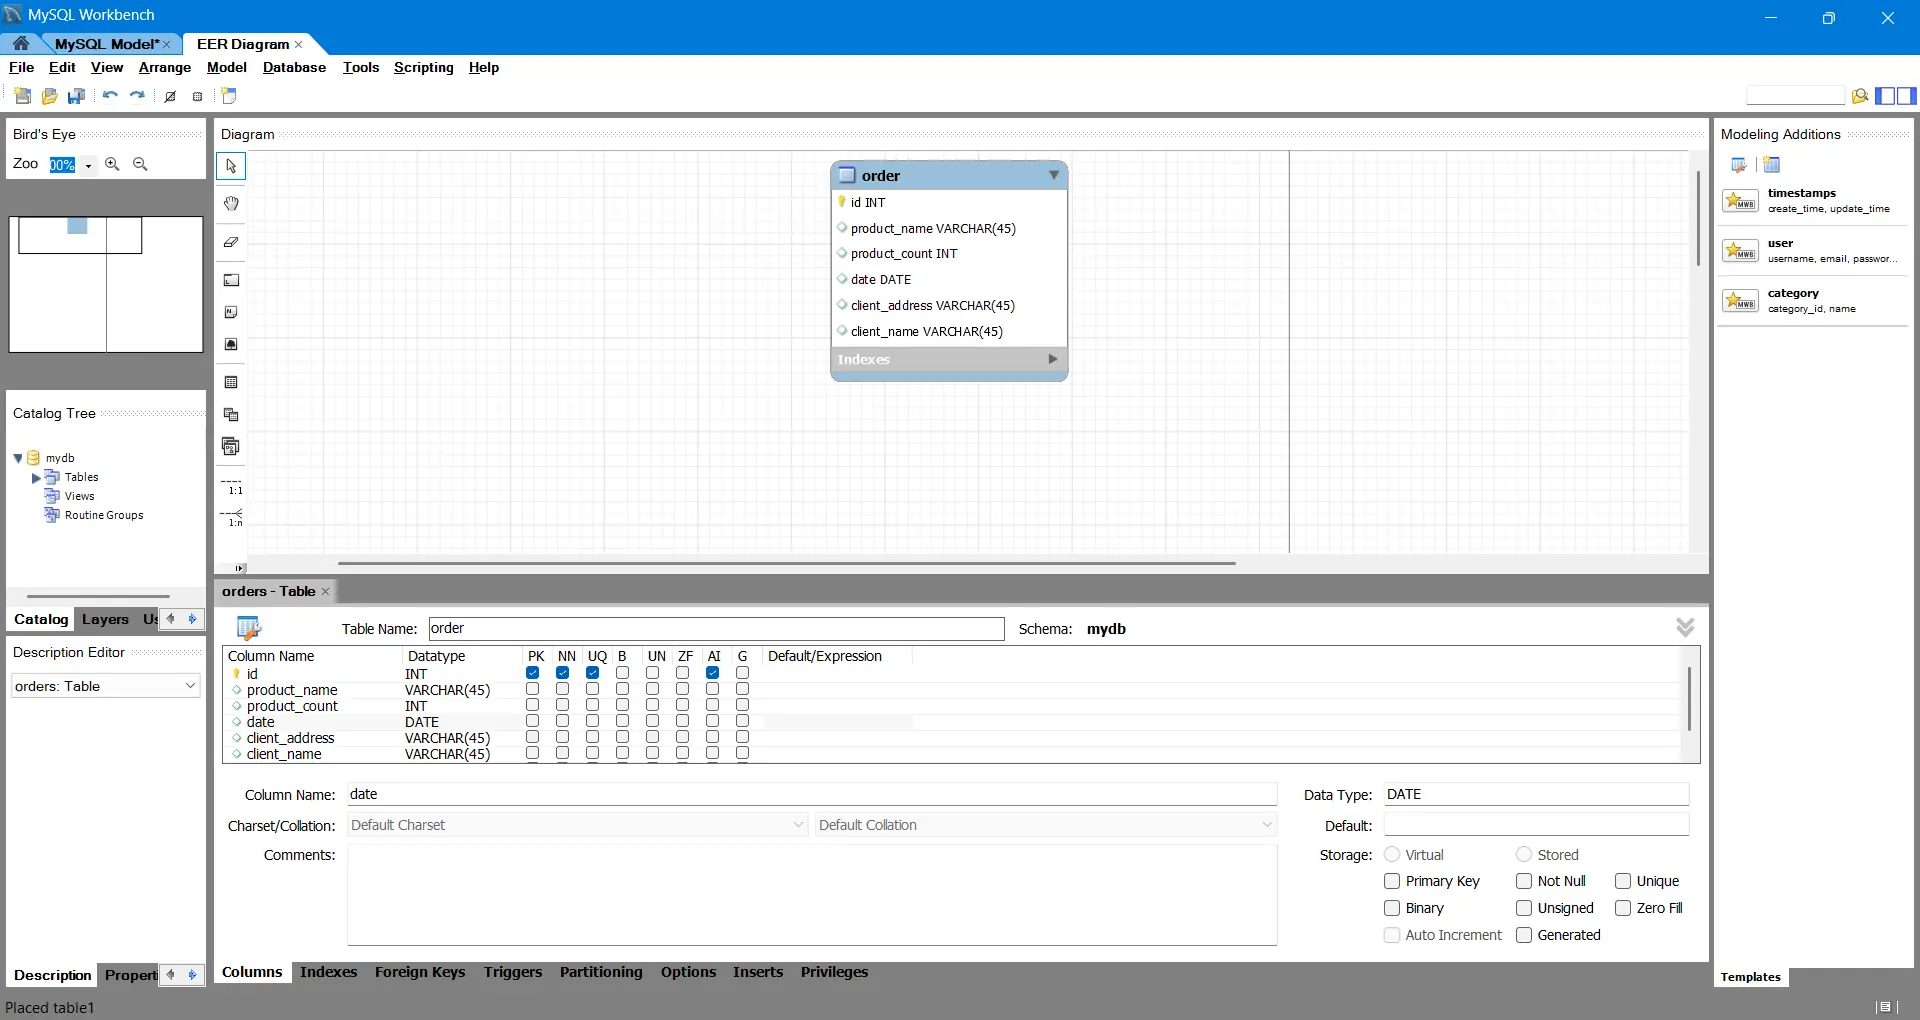 MySQL Workbench
MySQL Model* × EER Diagram ×
File Edit View Arrange Model Database Tools Scripting Help
Bird's Eye
Zoo 00%
Diagram
order
id INT
product_name VARCHAR(45)
product_count INT
date DATE
client_address VARCHAR(45)
client_name VARCHAR(45)
Indexes
1:1
1:n
Modeling Additions
timestamps
create_time, update_time
user
username, email, passwor...
category
category_id, name
Catalog Tree
mydb
Tables
Views
Routine Groups
Catalog Layers Us
Description Editor
orders: Table
orders - Table ×
Table Name: order Schema: mydb
Column Name Datatype PK NN UQ B UN ZF AI G Default/Expression
id INT
product_name VARCHAR(45)
product_count INT
date DATE
client_address VARCHAR(45)
client_name VARCHAR(45)
Column Name: date Data Type: DATE
Charset/Collation: Default Charset Default Collation Default:
Comments: Storage: Virtual Stored
Primary Key Not Null Unique
Binary Unsigned Zero Fill
Auto Increment Generated
Description Properti
Columns Indexes Foreign Keys Triggers Partitioning Options Inserts Privileges
Templates
Placed table1